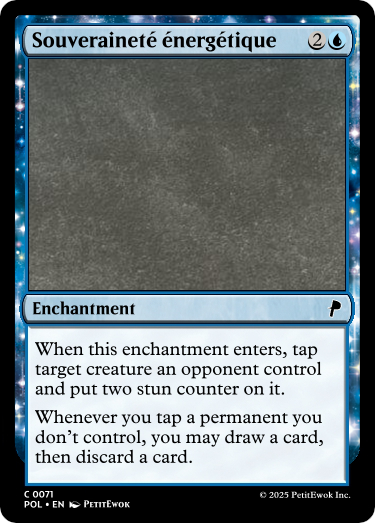 Souveraineté énergétique 2
Enchantment
When this enchantment enters, tap
target creature an opponent control
and put two stun counter on it.
Whenever you tap a permanent you
don't control, you may draw a card,
then discard a card.
C 0071
POL • EN PetitEwok
© 2025 PetitEwok Inc.